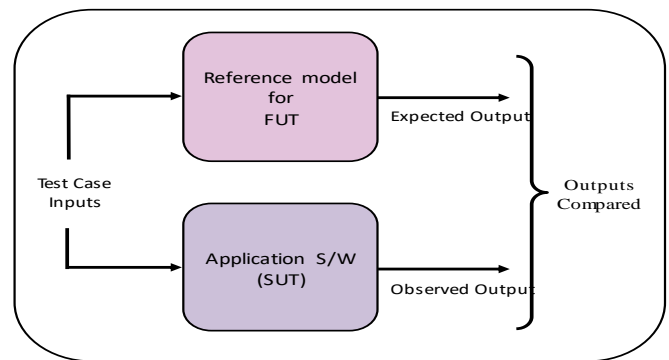 Reference model
for
FUT
Expected Output
Test Case
Inputs
Outputs
Compared
Application S/W
(SUT)
Observed Output